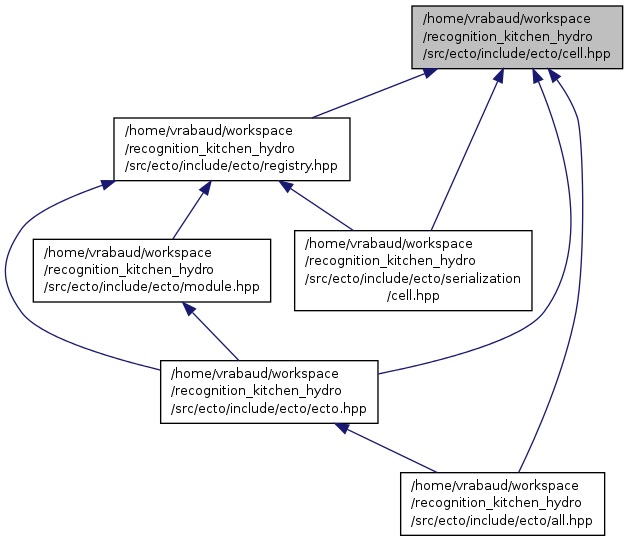 /home/vrabaud/workspace
/recognition_kitchen_hydro
/src/ecto/include/ecto/cell.hpp
/home/vrabaud/workspace
/recognition_kitchen_hydro
/src/ecto/include/ecto/registry.hpp
/home/vrabaud/workspace
/recognition_kitchen_hydro
/src/ecto/include/ecto/module.hpp
/home/vrabaud/workspace
/recognition_kitchen_hydro
/src/ecto/include/ecto/serialization
/cell.hpp
/home/vrabaud/workspace
/recognition_kitchen_hydro
/src/ecto/include/ecto/ecto.hpp
/home/vrabaud/workspace
/recognition_kitchen_hydro
/src/ecto/include/ecto/all.hpp